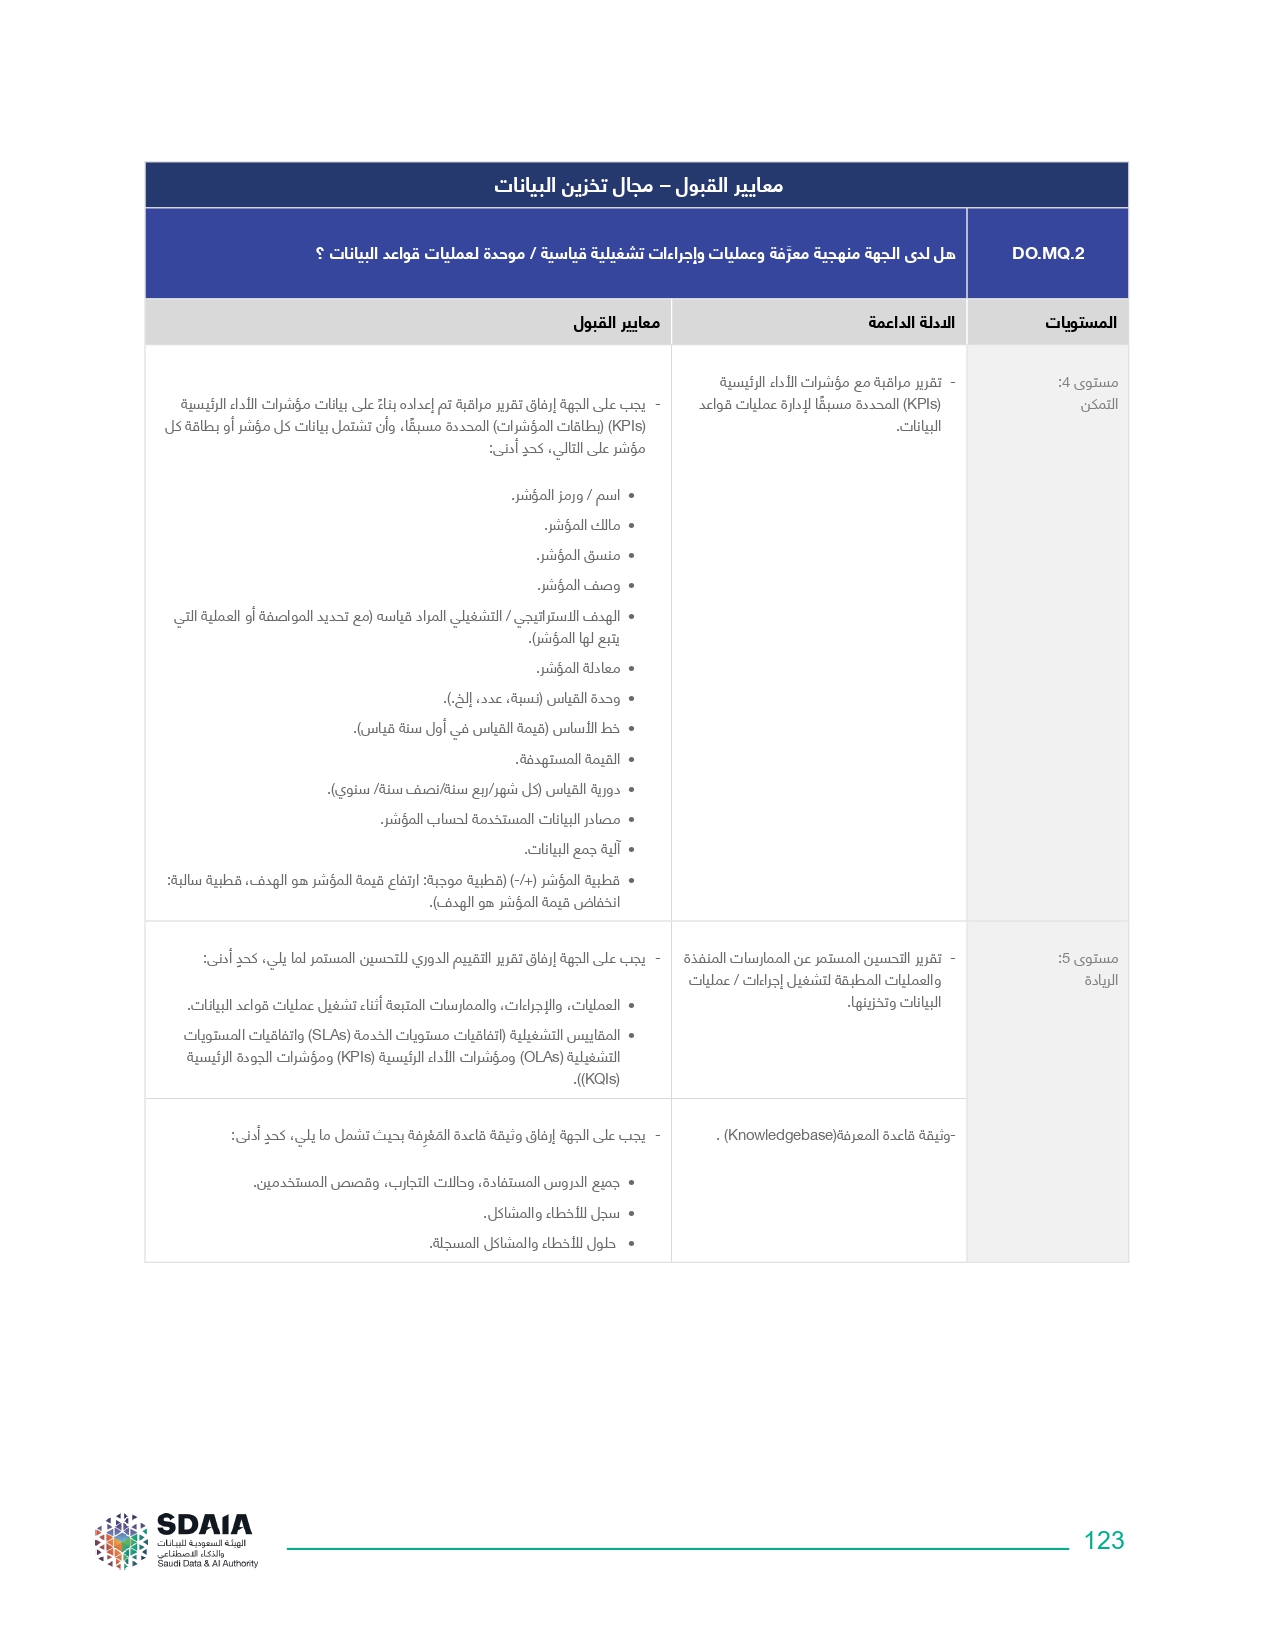 معايير القبول – مجال تخزين البيانات
DO.MQ.2
هل لدى الجهة منهجية معرَّفة وعمليات وإجراءات تشغيلية قياسية / موحدة لعمليات قواعد البيانات ؟
المستويات
الادلة الداعمة
معايير القبول
مستوى 4:
التمكن
- تقرير مراقبة مع مؤشرات الأداء الرئيسية
(KPIs) المحددة مسبقًا لإدارة عمليات قواعد
البيانات.
- يجب على الجهة إرفاق تقرير مراقبة تم إعداده بناءً على بيانات مؤشرات الأداء الرئيسية
(KPIs) (بطاقات المؤشرات) المحددة مسبقًا، وأن تشتمل بيانات كل مؤشر أو بطاقة كل
مؤشر على التالي، كحدٍ أدنى:
• اسم / ورمز المؤشر.
• مالك المؤشر.
• منسق المؤشر.
• وصف المؤشر.
• الهدف الاستراتيجي / التشغيلي المراد قياسه (مع تحديد المواصفة أو العملية التي
يتبع لها المؤشر).
• معادلة المؤشر.
• وحدة القياس (نسبة، عدد، إلخ.).
• خط الأساس (قيمة القياس في أول سنة قياس).
• القيمة المستهدفة.
• دورية القياس (كل شهر/ربع سنة/نصف سنة/ سنوي).
• مصادر البيانات المستخدمة لحساب المؤشر.
• آلية جمع البيانات.
• قطبية المؤشر (+/-) (قطبية موجبة: ارتفاع قيمة المؤشر هو الهدف، قطبية سالبة:
انخفاض قيمة المؤشر هو الهدف).
مستوى 5:
الريادة
- تقرير التحسين المستمر عن الممارسات المنفذة
والعمليات المطبقة لتشغيل إجراءات / عمليات
البيانات وتخزينها.
- يجب على الجهة إرفاق تقرير التقييم الدوري للتحسين المستمر لما يلي، كحدٍ أدنى:
• العمليات، والإجراءات، والممارسات المتبعة أثناء تشغيل عمليات قواعد البيانات.
• المقاييس التشغيلية (اتفاقيات مستويات الخدمة (SLAs) واتفاقيات المستويات
التشغيلية (OLAs) ومؤشرات الأداء الرئيسية (KPIs) ومؤشرات الجودة الرئيسية
(KQIs)).
-وثيقة قاعدة المعرفة(Knowledgebase) .
- يجب على الجهة إرفاق وثيقة قاعدة المَعْرِفة بحيث تشمل ما يلي، كحدٍ أدنى:
• جميع الدروس المستفادة، وحالات التجارب، وقصص المستخدمين.
• سجل للأخطاء والمشاكل.
• حلول للأخطاء والمشاكل المسجلة.
SDAIA
الهيئة السعودية للبيانات
والذكاء الاصطناعي
Saudi Data & AI Authority
123